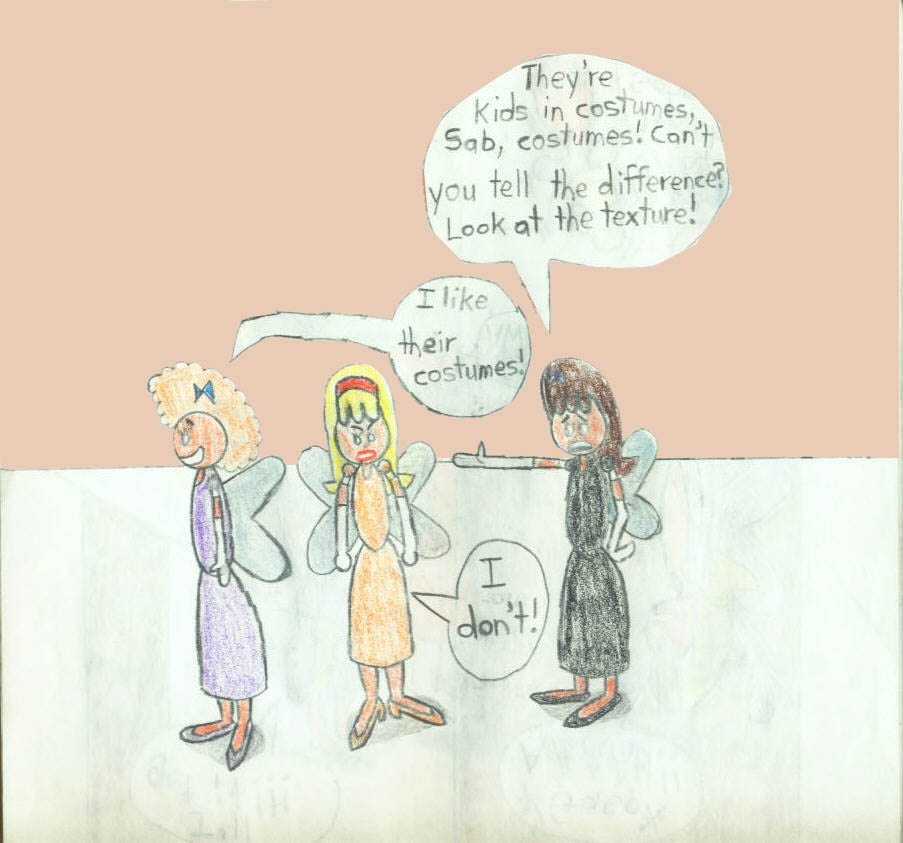 They're
kids in costumes,
Sab, costumes! Can't
you tell the difference?
Look at the texture!
I like
their
costumes!
I
don't!